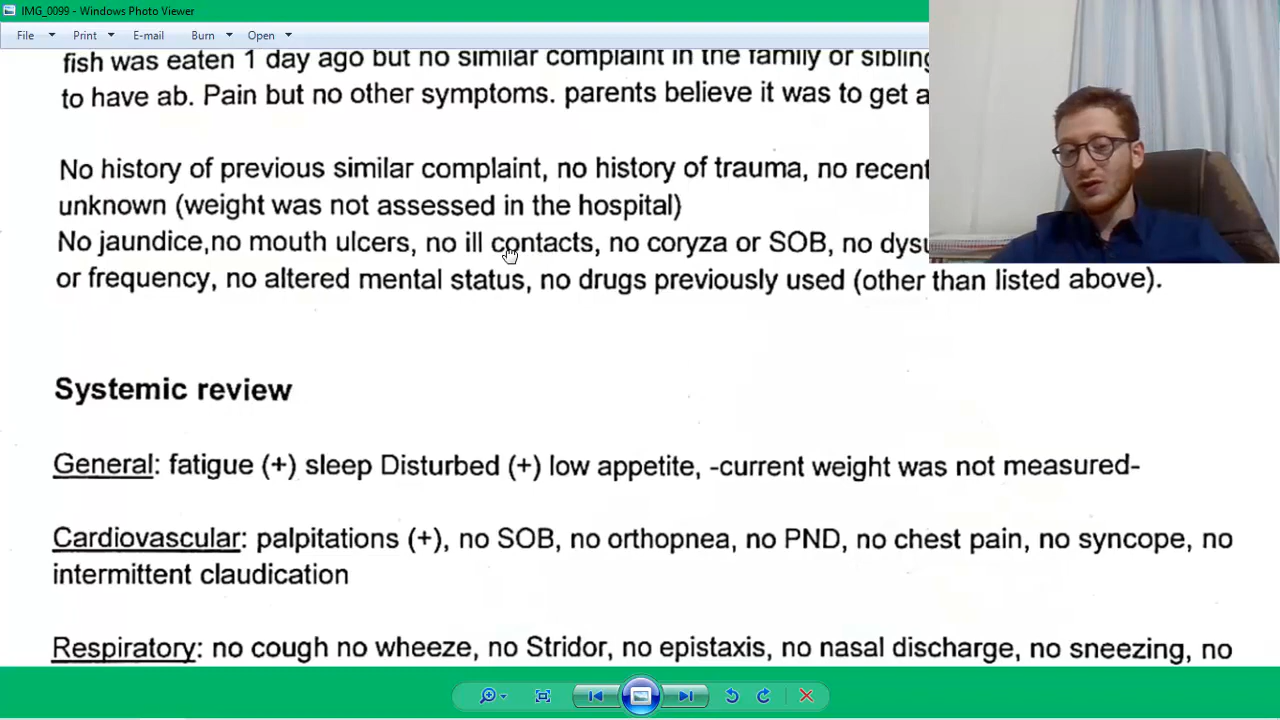 IMG_0099 - Windows Photo Viewer
File Print E-mail Burn Open
fish was eaten 1 day ago but no similar complaint in the family or sibling
to have ab. Pain but no other symptoms. parents believe it was to get a
No history of previous similar complaint, no history of trauma, no recent
unknown (weight was not assessed in the hospital)
No jaundice,no mouth ulcers, no ill contacts, no coryza or SOB, no dysu
or frequency, no altered mental status, no drugs previously used (other than listed above).
Systemic review
General: fatigue (+) sleep Disturbed (+) low appetite, -current weight was not measured-
Cardiovascular: palpitations (+), no SOB, no orthopnea, no PND, no chest pain, no syncope, no
intermittent claudication
Respiratory: no cough no wheeze, no Stridor, no epistaxis, no nasal discharge, no sneezing, no